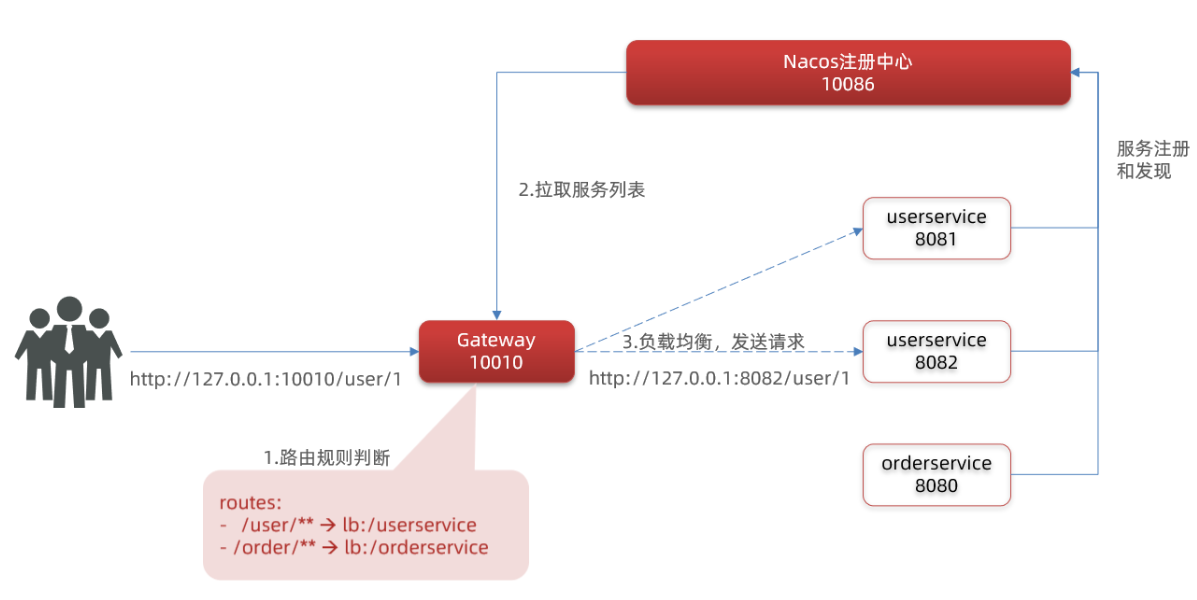 Nacos注册中心
10086
服务注册
和发现
2.拉取服务列表
userservice
8081
Gateway
10010
3.负载均衡，发送请求
userservice
8082
http://127.0.0.1:10010/user/1
http://127.0.0.1:8082/user/1
1.路由规则判断
orderservice
8080
routes:
- /user/** → lb:/userservice
- /order/** → lb:/orderservice